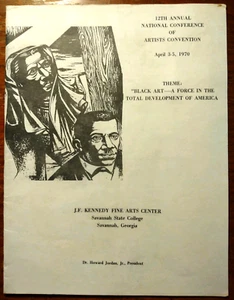 12TH ANNUAL
NATIONAL CONFERENCE
OF
ARTISTS CONVENTION
April 3-5, 1970
THEME:
"BLACK ART—A FORCE IN THE
TOTAL DEVELOPMENT OF AMERICA
J.F. KENNEDY FINE ARTS CENTER
Savannah State College
Savannah, Georgia
Dr. Howard Jordan, Jr., President